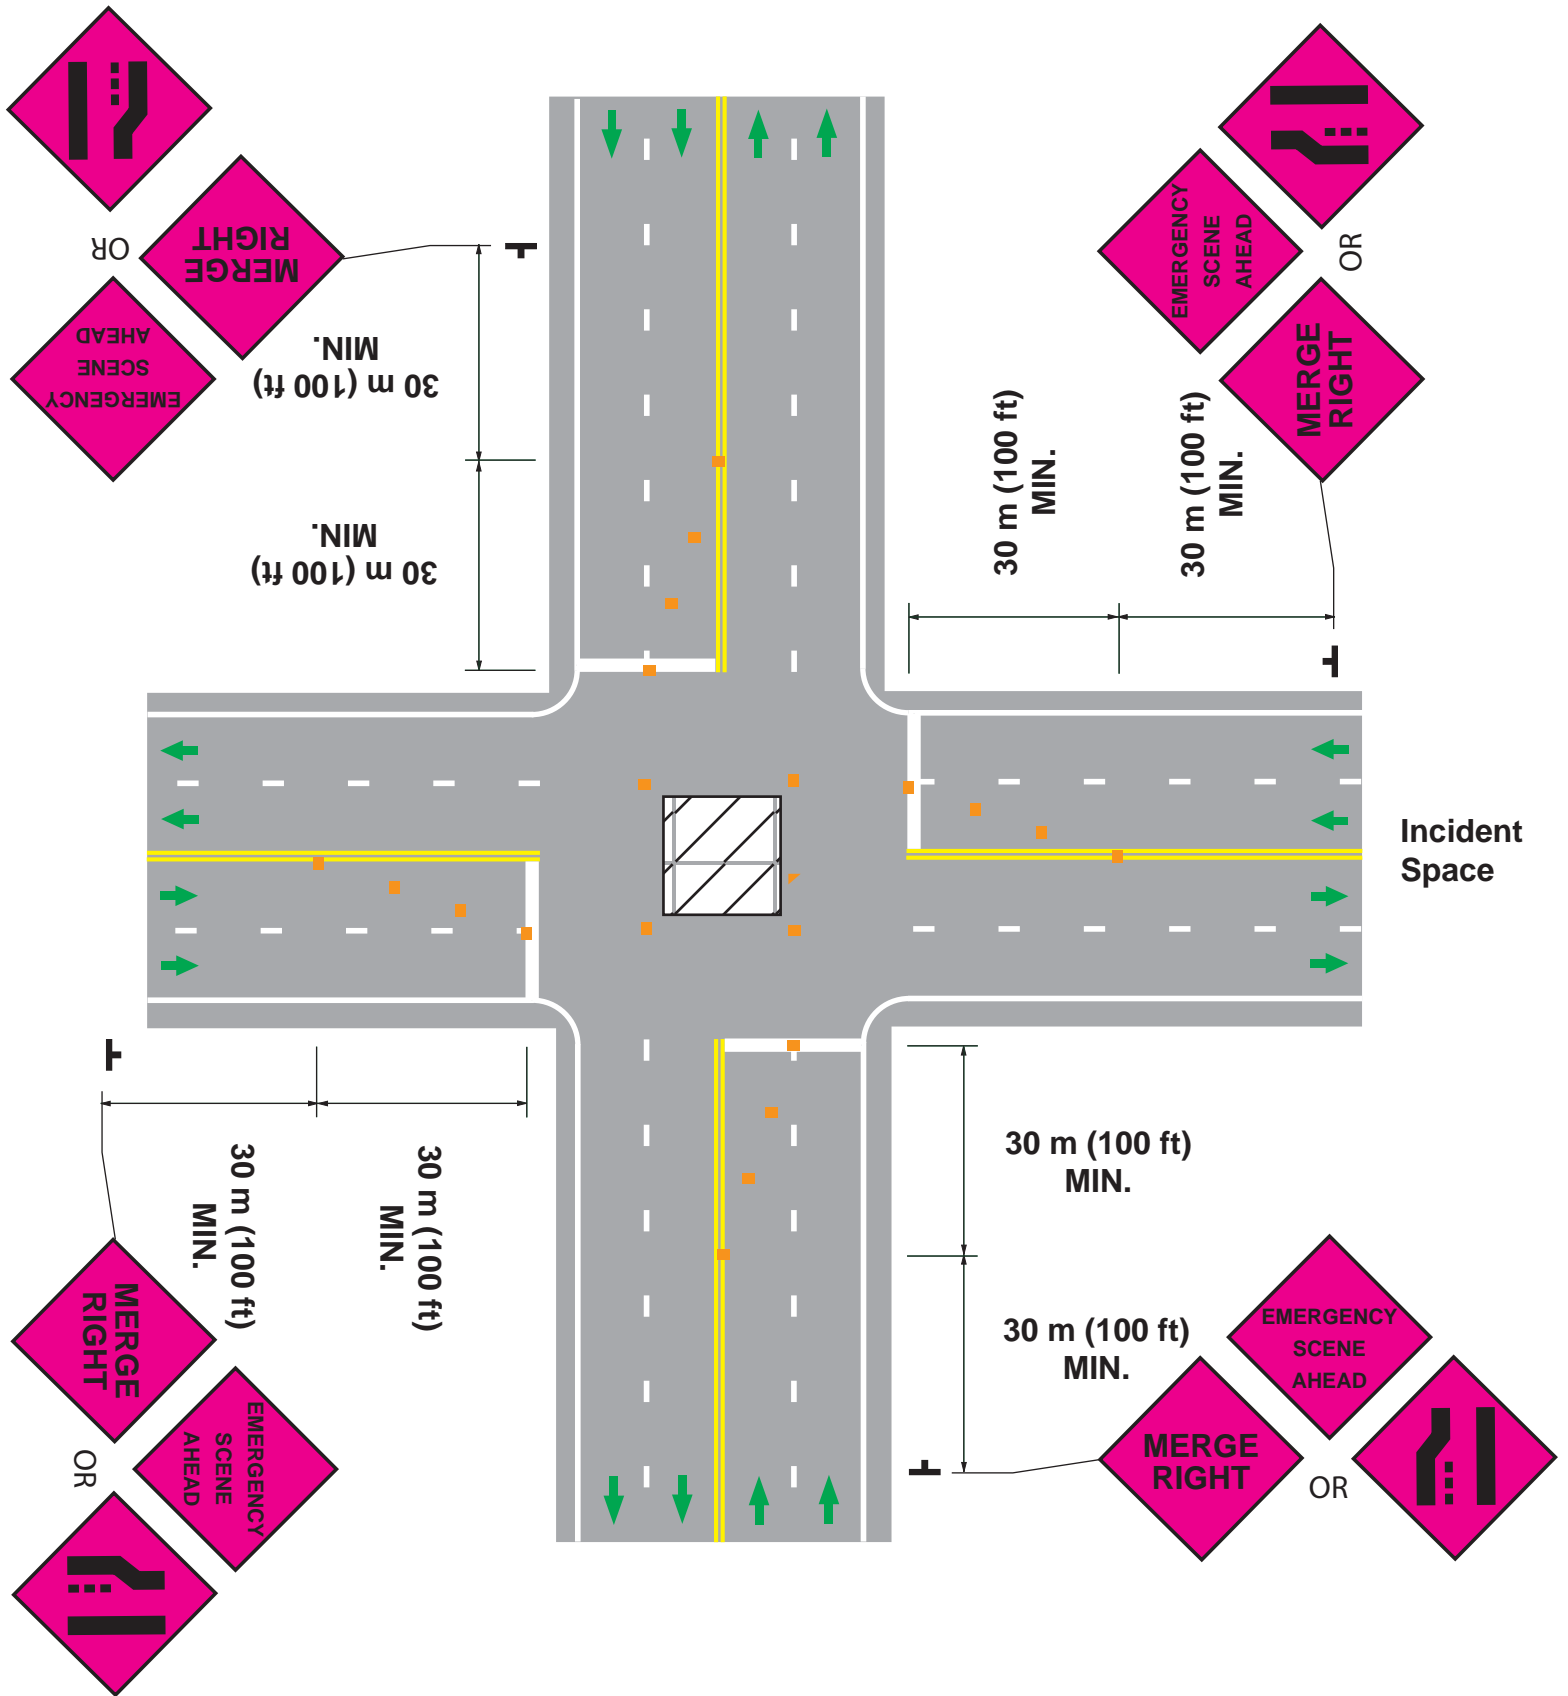 MERGE
RIGHT
OR
EMERGENCY
SCENE
AHEAD
30 m (100 ft)
MIN.
30 m (100 ft)
MIN.
EMERGENCY
SCENE
AHEAD
OR
MERGE
RIGHT
30 m (100 ft)
MIN.
30 m (100 ft)
MIN.
Incident
Space
30 m (100 ft)
MIN.
30 m (100 ft)
MIN.
MERGE
RIGHT
OR
EMERGENCY
SCENE
AHEAD
30 m (100 ft)
MIN.
30 m (100 ft)
MIN.
EMERGENCY
SCENE
AHEAD
MERGE
RIGHT
OR